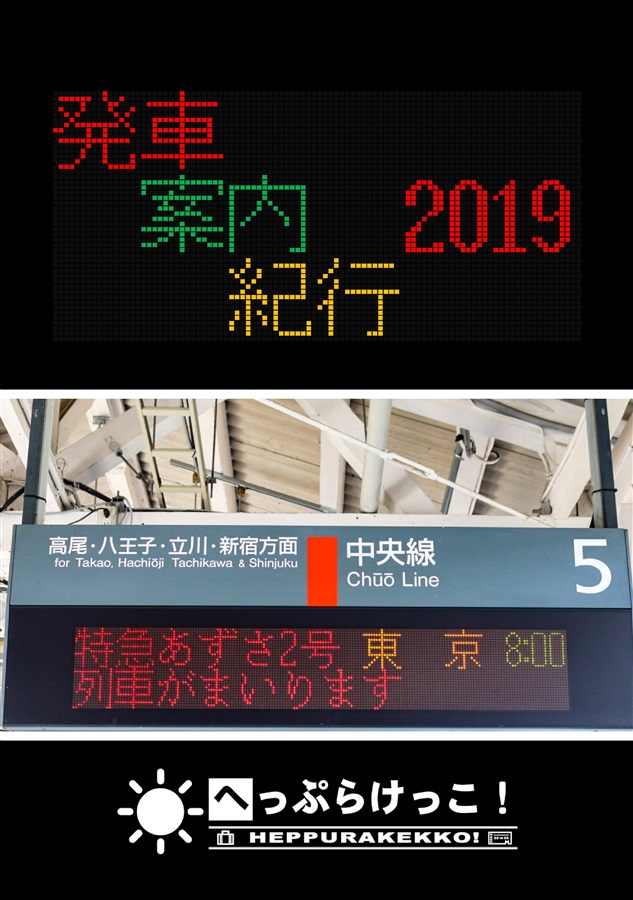 発車
案内 2019
紀行
高尾・八王子・立川・新宿方面
for Takao, Hachiōji Tachikawa & Shinjuku
中央線
Chūō Line
5
特急あずさ2号 東 京 8:00
列車がまいります
へっぷらけっこ！
HEPPURAKEKKO!